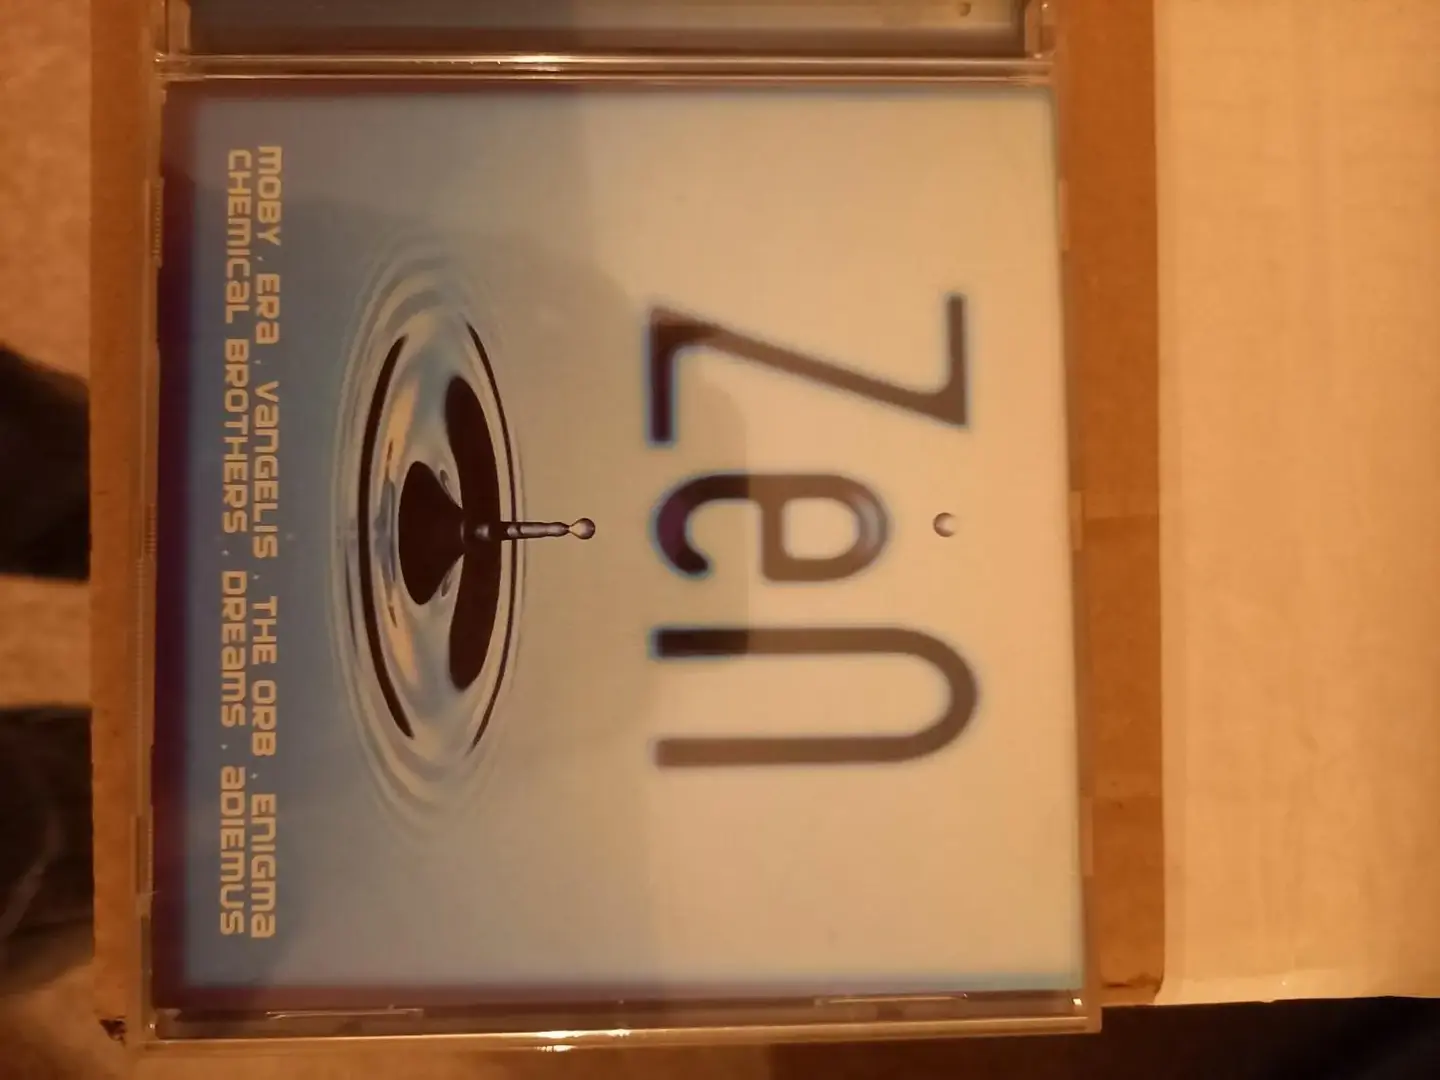 Zen
MOBY . ERA . VANGELIS . THE ORB . ENIGMA
CHEMICAL BROTHERS . DREAMS . ADIEMUS